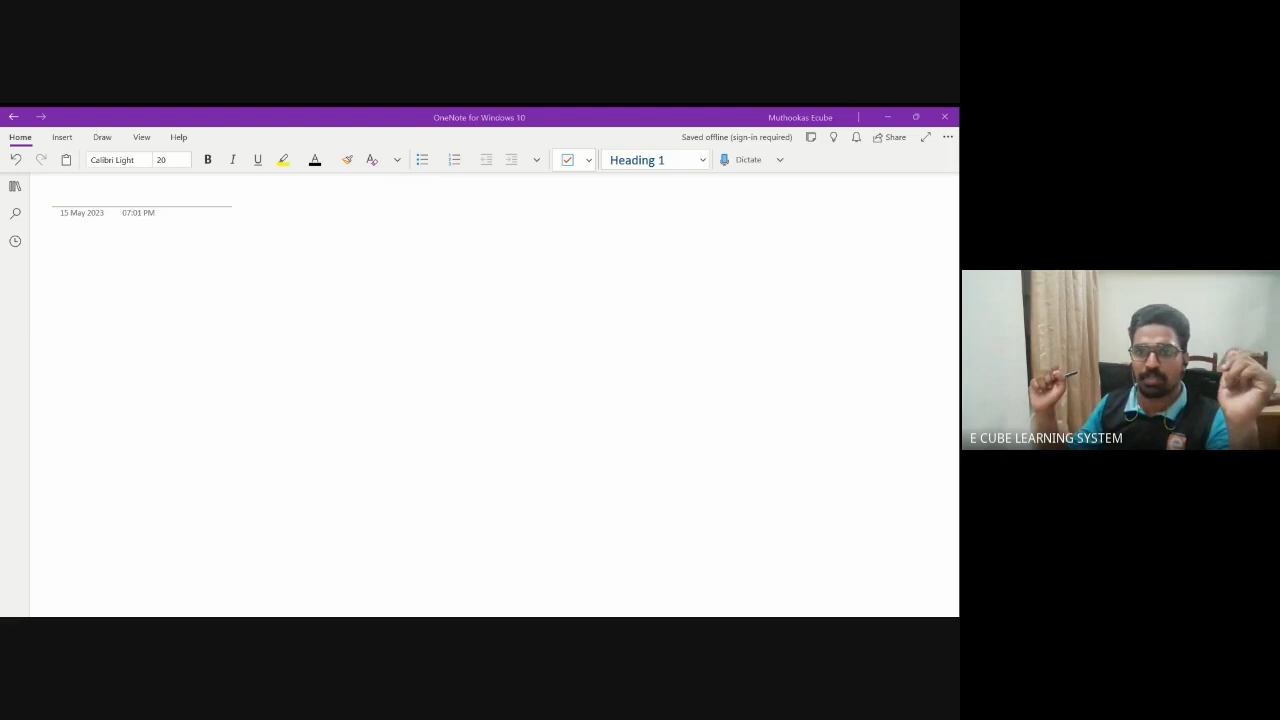 OneNote for Windows 10
Muthookas Ecube
Home Insert Draw View Help
Saved offline (sign-in required)
Share
Calibri Light 20 B I U A
Heading 1
Dictate
15 May 2023 07:01 PM
E CUBE LEARNING SYSTEM